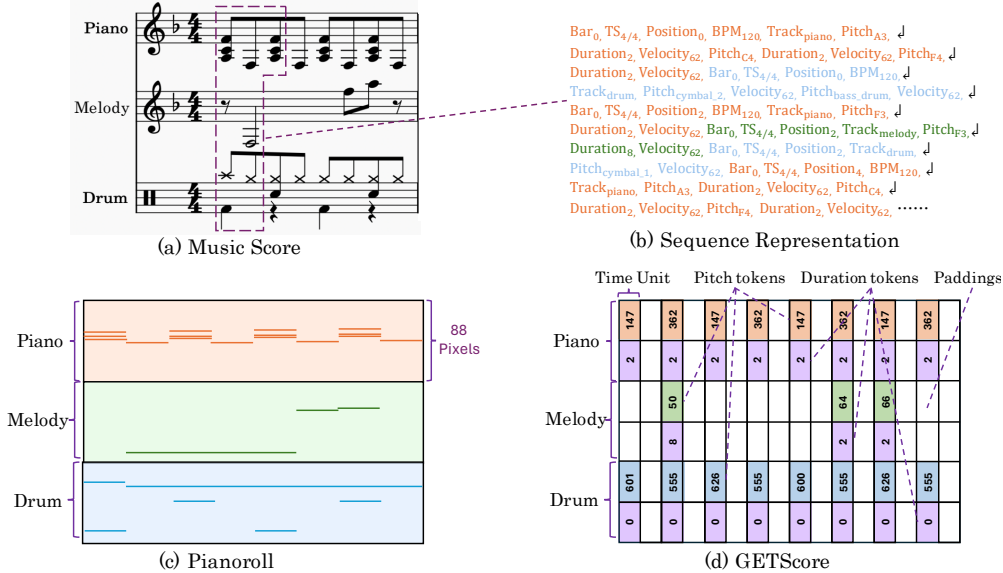 Piano
4
4
Melody
Drum
4
4
(a) Music Score
Bar0, TS4/4, Position0, BPM120, Trackpiano, PitchA3, ↲
Duration2, Velocity62, PitchC4, Duration2, Velocity62, PitchF4, ↲
Duration2, Velocity62, Bar0, TS4/4, Position0, BPM120, ↲
Trackdrum, Pitchcymbal_2, Velocity62, Pitchbass_drum, Velocity62, ↲
Bar0, TS4/4, Position2, BPM120, Trackpiano, PitchF3, ↲
Duration2, Velocity62, Bar0, TS4/4, Position2, Trackmelody, PitchF3, ↲
Duration8, Velocity62, Bar0, TS4/4, Position2, Trackdrum, ↲
Pitchcymbal_1, Velocity62, Bar0, TS4/4, Position4, BPM120, ↲
Trackpiano, PitchA3, Duration2, Velocity62, PitchC4, ↲
Duration2, Velocity62, PitchF4, Duration2, Velocity62, ······
(b) Sequence Representation
Piano
88
Pixels
Melody
Drum
(c) Pianoroll
Time Unit Pitch tokens Duration tokens Paddings
Piano
147 362 147 362 147 362 147 362
2 2 2 2 2 2 2 2
Melody
50 64 66
8 2 2
Drum
601 555 626 555 600 555 626 555
0 0 0 0 0 0 0 0
(d) GETScore